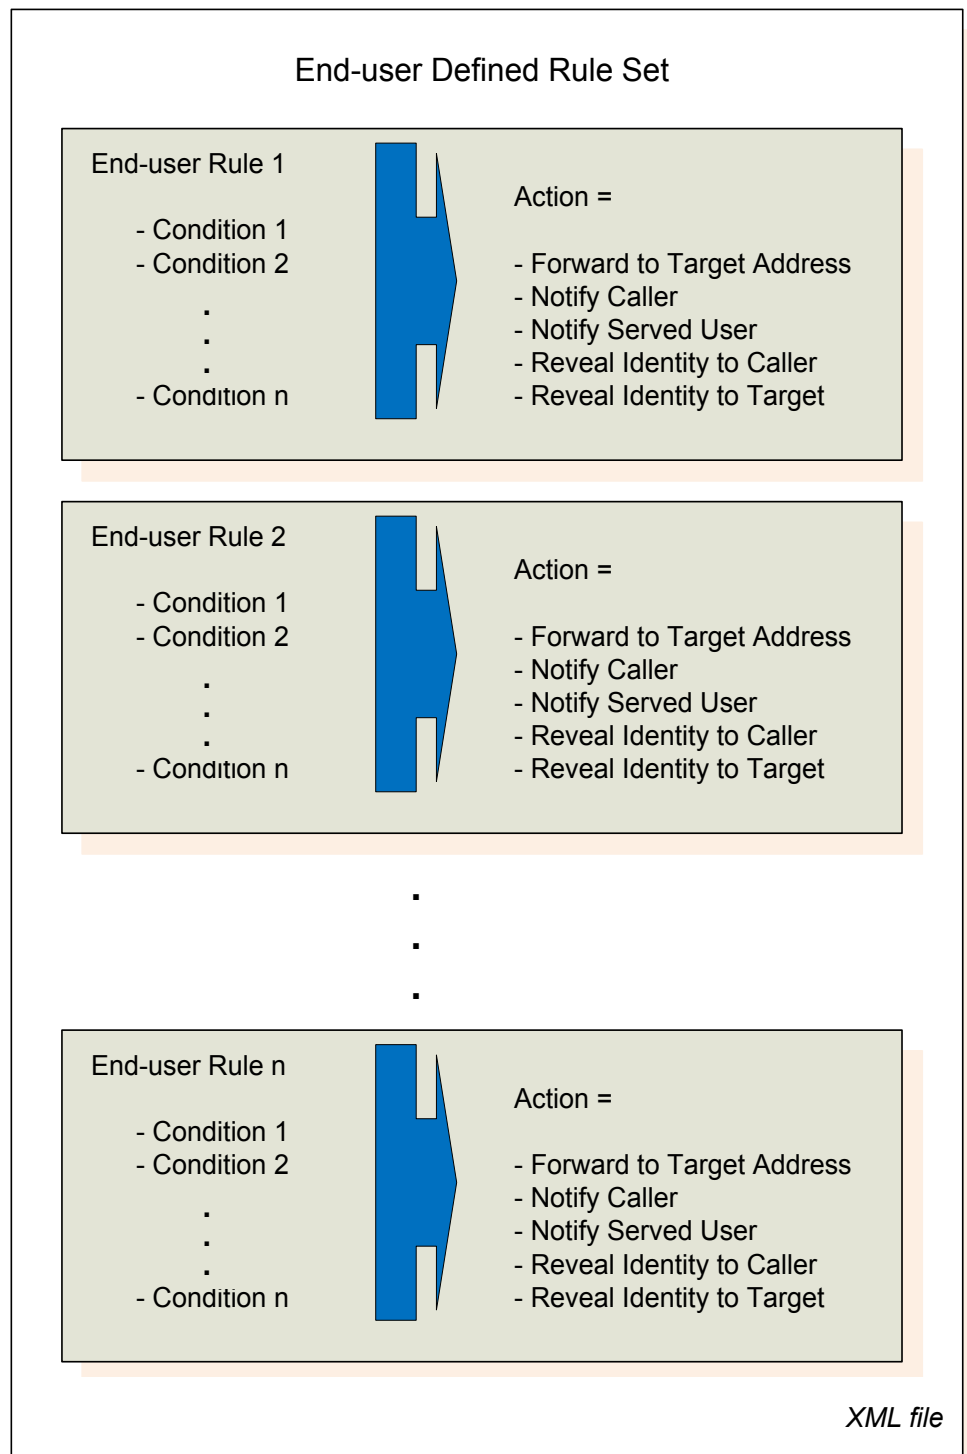 End-user Defined Rule Set
End-user Rule 1
- Condition 1
- Condition 2
.
.
.
- Condition n
Action =
- Forward to Target Address
- Notify Caller
- Notify Served User
- Reveal Identity to Caller
- Reveal Identity to Target
End-user Rule 2
- Condition 1
- Condition 2
.
.
.
- Condition n
Action =
- Forward to Target Address
- Notify Caller
- Notify Served User
- Reveal Identity to Caller
- Reveal Identity to Target
.
.
.
End-user Rule n
- Condition 1
- Condition 2
.
.
.
- Condition n
Action =
- Forward to Target Address
- Notify Caller
- Notify Served User
- Reveal Identity to Caller
- Reveal Identity to Target
XML file